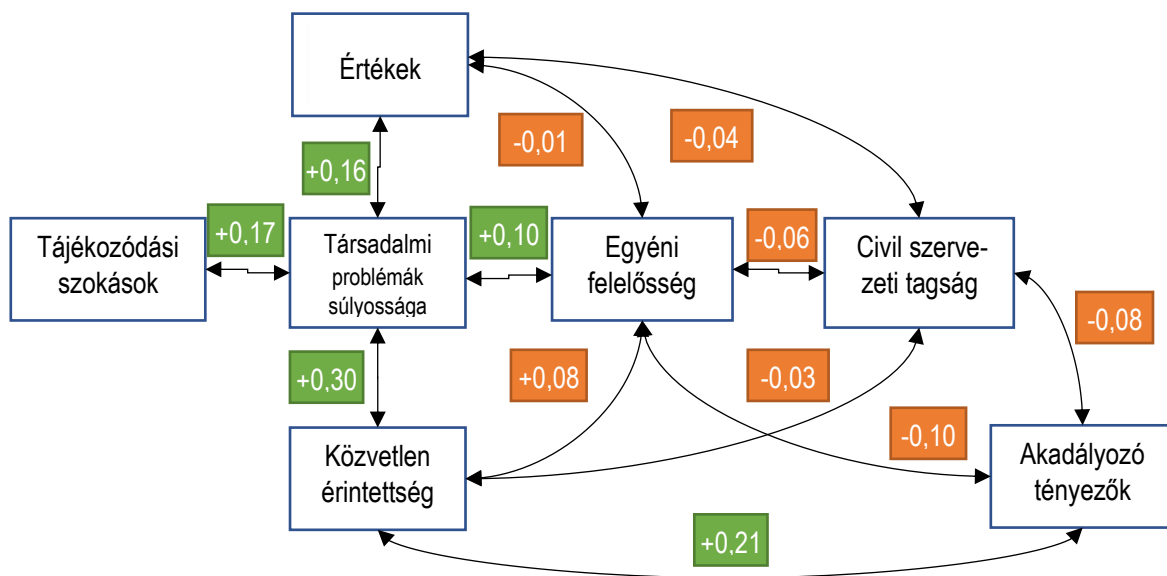 Értékek
-0,01
-0,04
+0,16
Tájékozódási
szokások
+0,17
Társadalmi
problémák
súlyossága
+0,10
Egyéni
felelősség
-0,06
Civil szerve-
zeti tagság
-0,08
+0,30
+0,08
-0,03
-0,10
Közvetlen
érintettség
Akadályozó
tényezők
+0,21